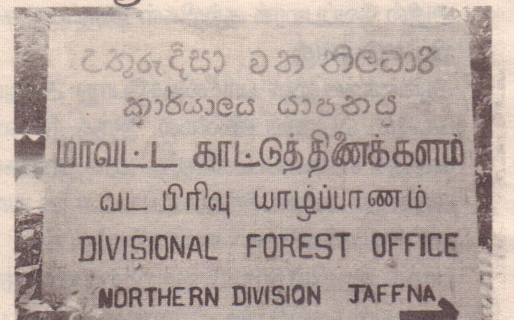 උතුරුදිසා වන නිලධාරි
කාර්යාලය යාපනය
மாவட்ட காட்டுத்திணைக்களம்
வட பிரிவு யாழ்ப்பாணம்
DIVISIONAL FOREST OFFICE
NORTHERN DIVISION JAFFNA